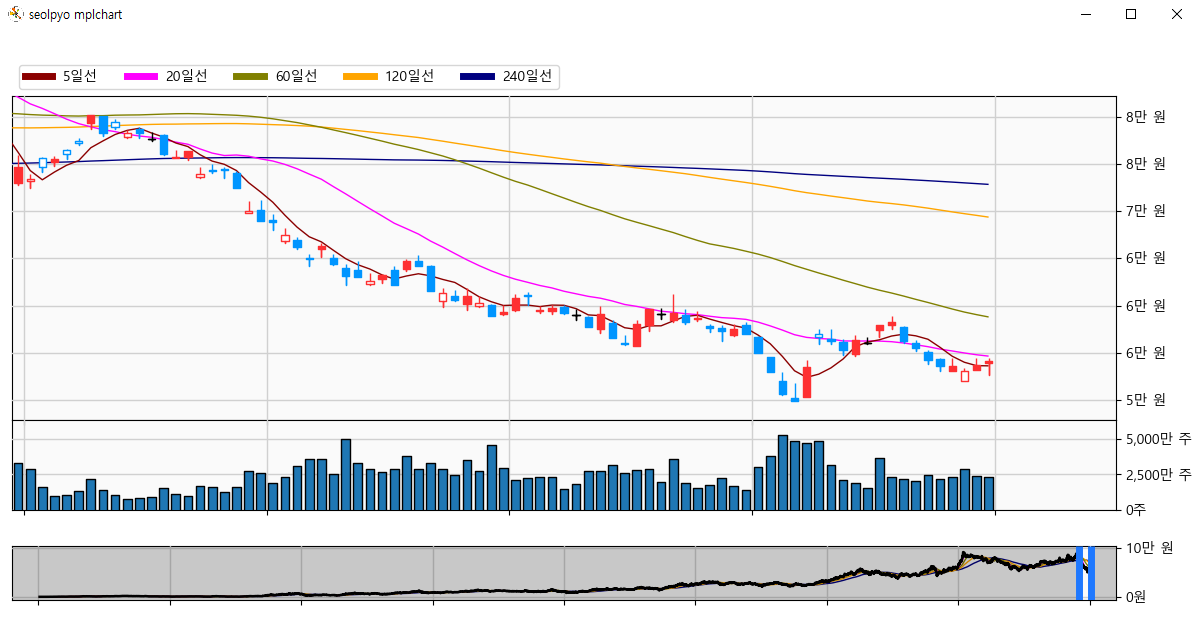 seolpyo mplchart
5일선 20일선 60일선 120일선 240일선
8만 원
8만 원
7만 원
6만 원
6만 원
6만 원
5만 원
5,000만 주
2,500만 주
0주
10만 원
0원